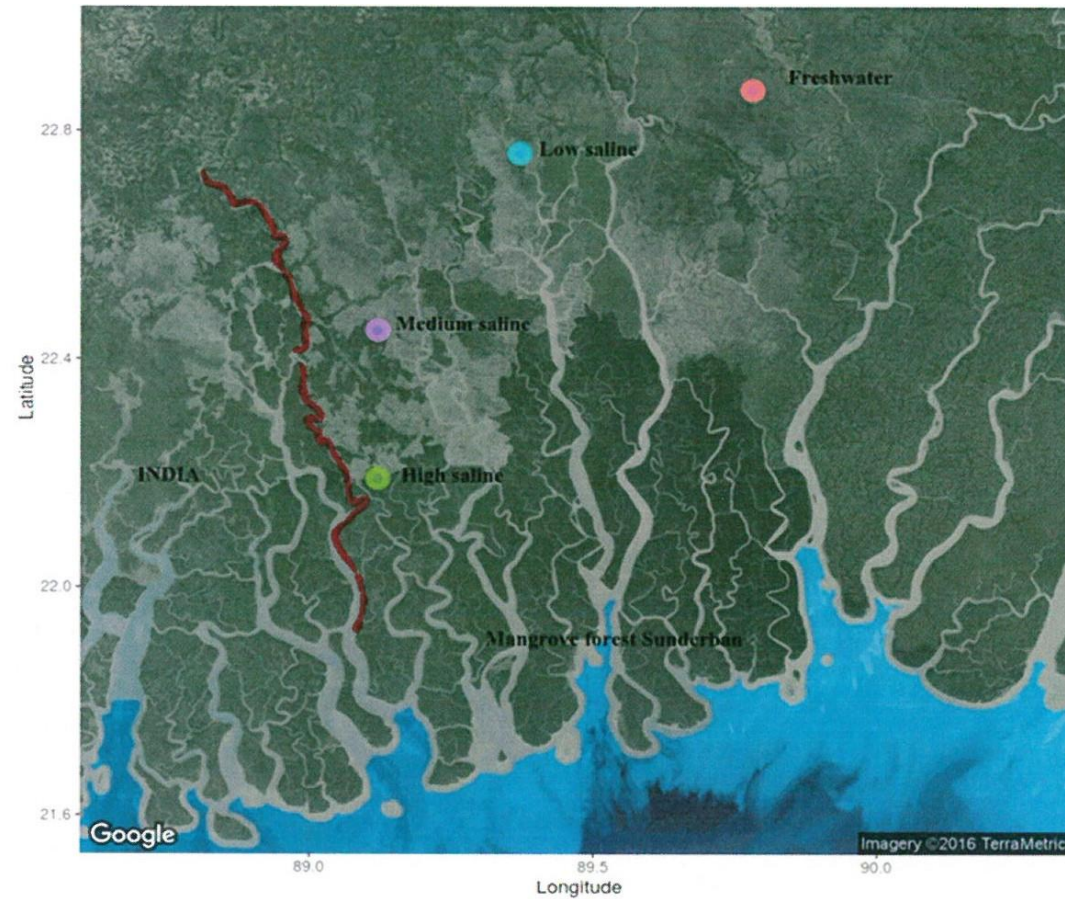 Freshwater
22.8
Low saline
Medium saline
22.4
Latitude
INDIA
High saline
22.0
Mangrove forest Sunderban
21.6
Google
Imagery ©2016 TerraMetric
89.0
89.5
90.0
Longitude